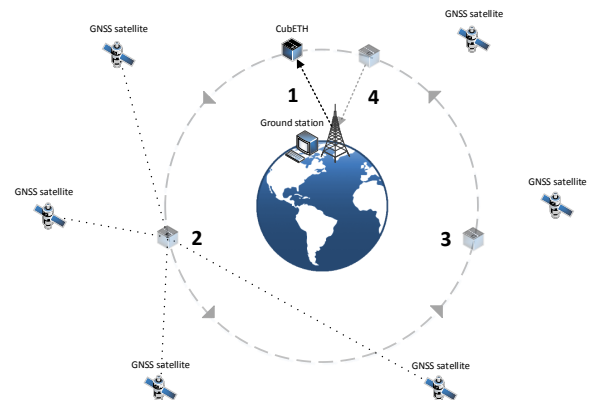 GNSS satellite
CubETH
GNSS satellite
1
4
Ground station
GNSS satellite
GNSS satellite
2
3
GNSS satellite
GNSS satellite